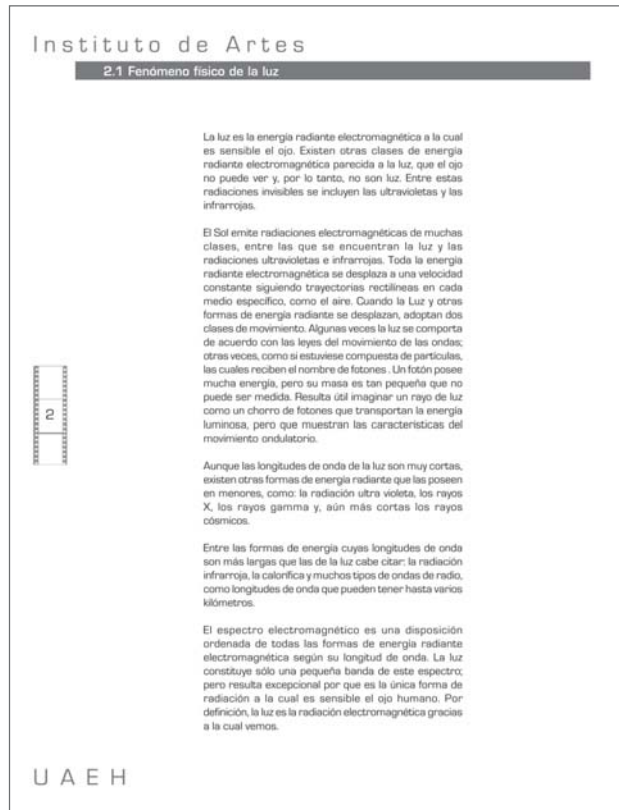 Instituto de Artes
2.1 Fenómeno físico de la luz
La luz es la energía radiante electromagnética a la cual
es sensible el ojo. Existen otras clases de energía
radiante electromagnética parecida a la luz, que el ojo
no puede ver y, por lo tanto, no son luz. Entre estas
radiaciones invisibles se incluyen las ultravioletas y las
infrarrojas.
El Sol emite radiaciones electromagnéticas de muchas
clases, entre las que se encuentran la luz y las
radiaciones ultravioletas e infrarrojas. Toda la energía
radiante electromagnética se desplaza a una velocidad
constante siguiendo trayectorias rectilíneas en cada
medio específico, como el aire. Cuando la Luz y otras
formas de energía radiante se desplazan, adoptan dos
clases de movimiento. Algunas veces la luz se comporta
de acuerdo con las leyes del movimiento de las ondas;
otras veces, como si estuviese compuesta de partículas,
las cuales reciben el nombre de fotones . Un fotón posee
mucha energía, pero su masa es tan pequeña que no
puede ser medida. Resulta útil imaginar un rayo de luz
como un chorro de fotones que transportan la energía
luminosa, pero que muestran las características del
movimiento ondulatorio.
2
Aunque las longitudes de onda de la luz son muy cortas,
existen otras formas de energía radiante que las poseen
en menores, como: la radiación ultra violeta, los rayos
X, los rayos gamma y, aún más cortas los rayos
cósmicos.
Entre las formas de energía cuyas longitudes de onda
son más largas que las de la luz cabe citar: la radiación
infrarroja, la calorífica y muchos tipos de ondas de radio,
como longitudes de onda que pueden tener hasta varios
kilómetros.
El espectro electromagnético es una disposición
ordenada de todas las formas de energía radiante
electromagnética según su longitud de onda. La luz
constituye sólo una pequeña banda de este espectro;
pero resulta excepcional por que es la única forma de
radiación a la cual es sensible el ojo humano. Por
definición, la luz es la radiación electromagnética gracias
a la cual vemos.
UAEH